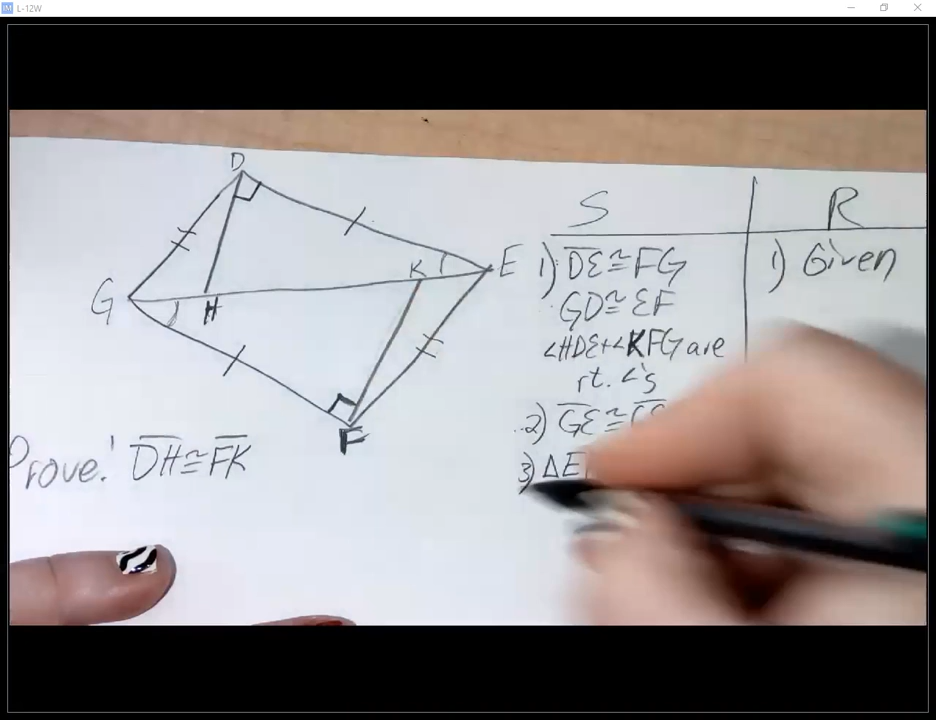 L-12W
D
G
H
K
E
F
Prove: DH≅FK
S
R
1) DE≅FG
1) Given
GD≅EF
<HDE+<KFG are
rt. <'s
2) GE≅
3) ΔE